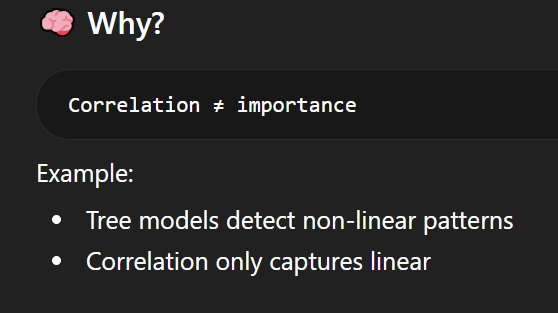 🧠 Why?
Correlation ≠ importance
Example:
• Tree models detect non-linear patterns
• Correlation only captures linear